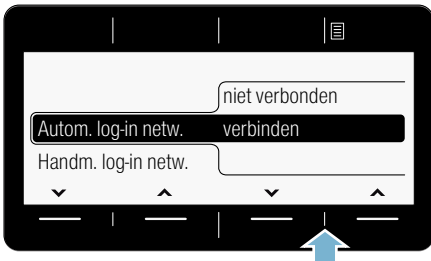 niet verbonden
Autom. log-in netw. verbinden
Handm. log-in netw.